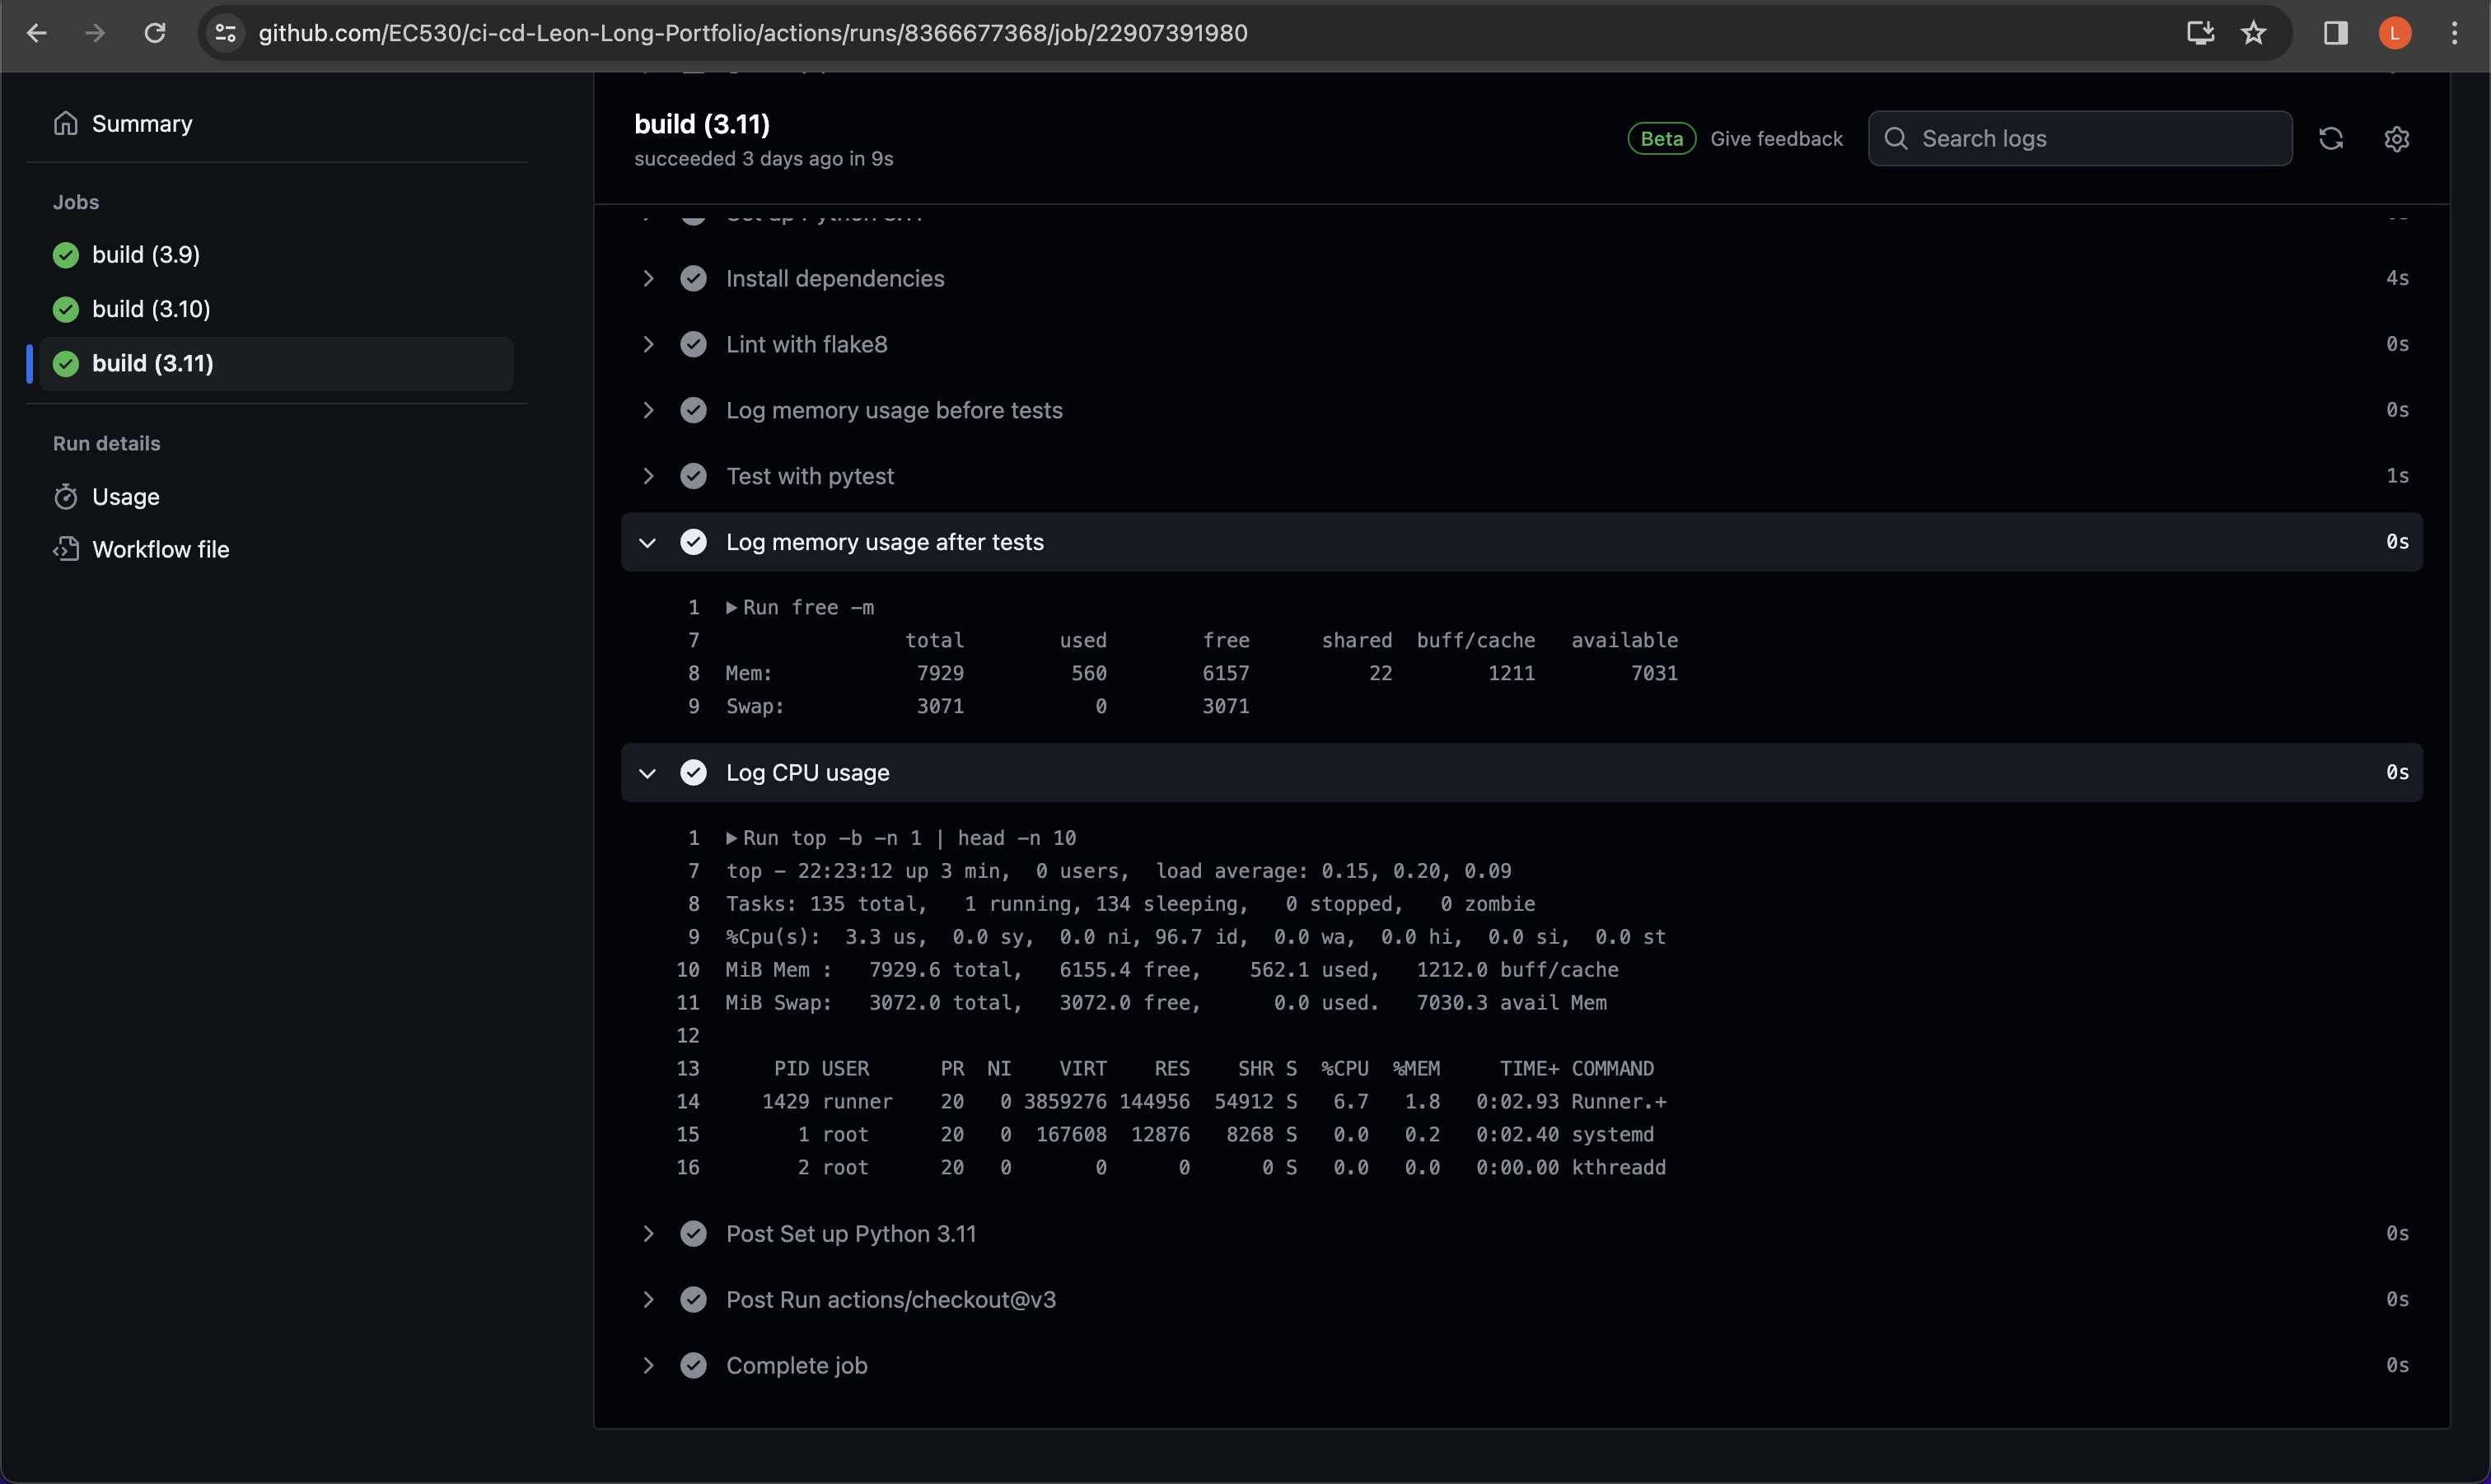 github.com/EC530/ci-cd-Leon-Long-Portfolio/actions/runs/8366677368/job/22907391980
L
Summary
Jobs
build (3.9)
build (3.10)
build (3.11)
Run details
Usage
Workflow file
build (3.11)
succeeded 3 days ago in 9s
Beta Give feedback
Search logs
Install dependencies 4s
Lint with flake8 0s
Log memory usage before tests 0s
Test with pytest 1s
Log memory usage after tests 0s
1 Run free -m
7 total used free shared buff/cache available
8 Mem: 7929 560 6157 22 1211 7031
9 Swap: 3071 0 3071
Log CPU usage 0s
1 Run top -b -n 1 | head -n 10
7 top - 22:23:12 up 3 min, 0 users, load average: 0.15, 0.20, 0.09
8 Tasks: 135 total, 1 running, 134 sleeping, 0 stopped, 0 zombie
9 %Cpu(s): 3.3 us, 0.0 sy, 0.0 ni, 96.7 id, 0.0 wa, 0.0 hi, 0.0 si, 0.0 st
10 MiB Mem : 7929.6 total, 6155.4 free, 562.1 used, 1212.0 buff/cache
11 MiB Swap: 3072.0 total, 3072.0 free, 0.0 used. 7030.3 avail Mem
12
13 PID USER PR NI VIRT RES SHR S %CPU %MEM TIME+ COMMAND
14 1429 runner 20 0 3859276 144956 54912 S 6.7 1.8 0:02.93 Runner.+
15 1 root 20 0 167608 12876 8268 S 0.0 0.2 0:02.40 systemd
16 2 root 20 0 0 0 0 S 0.0 0.0 0:00.00 kthreadd
Post Set up Python 3.11 0s
Post Run actions/checkout@v3 0s
Complete job 0s